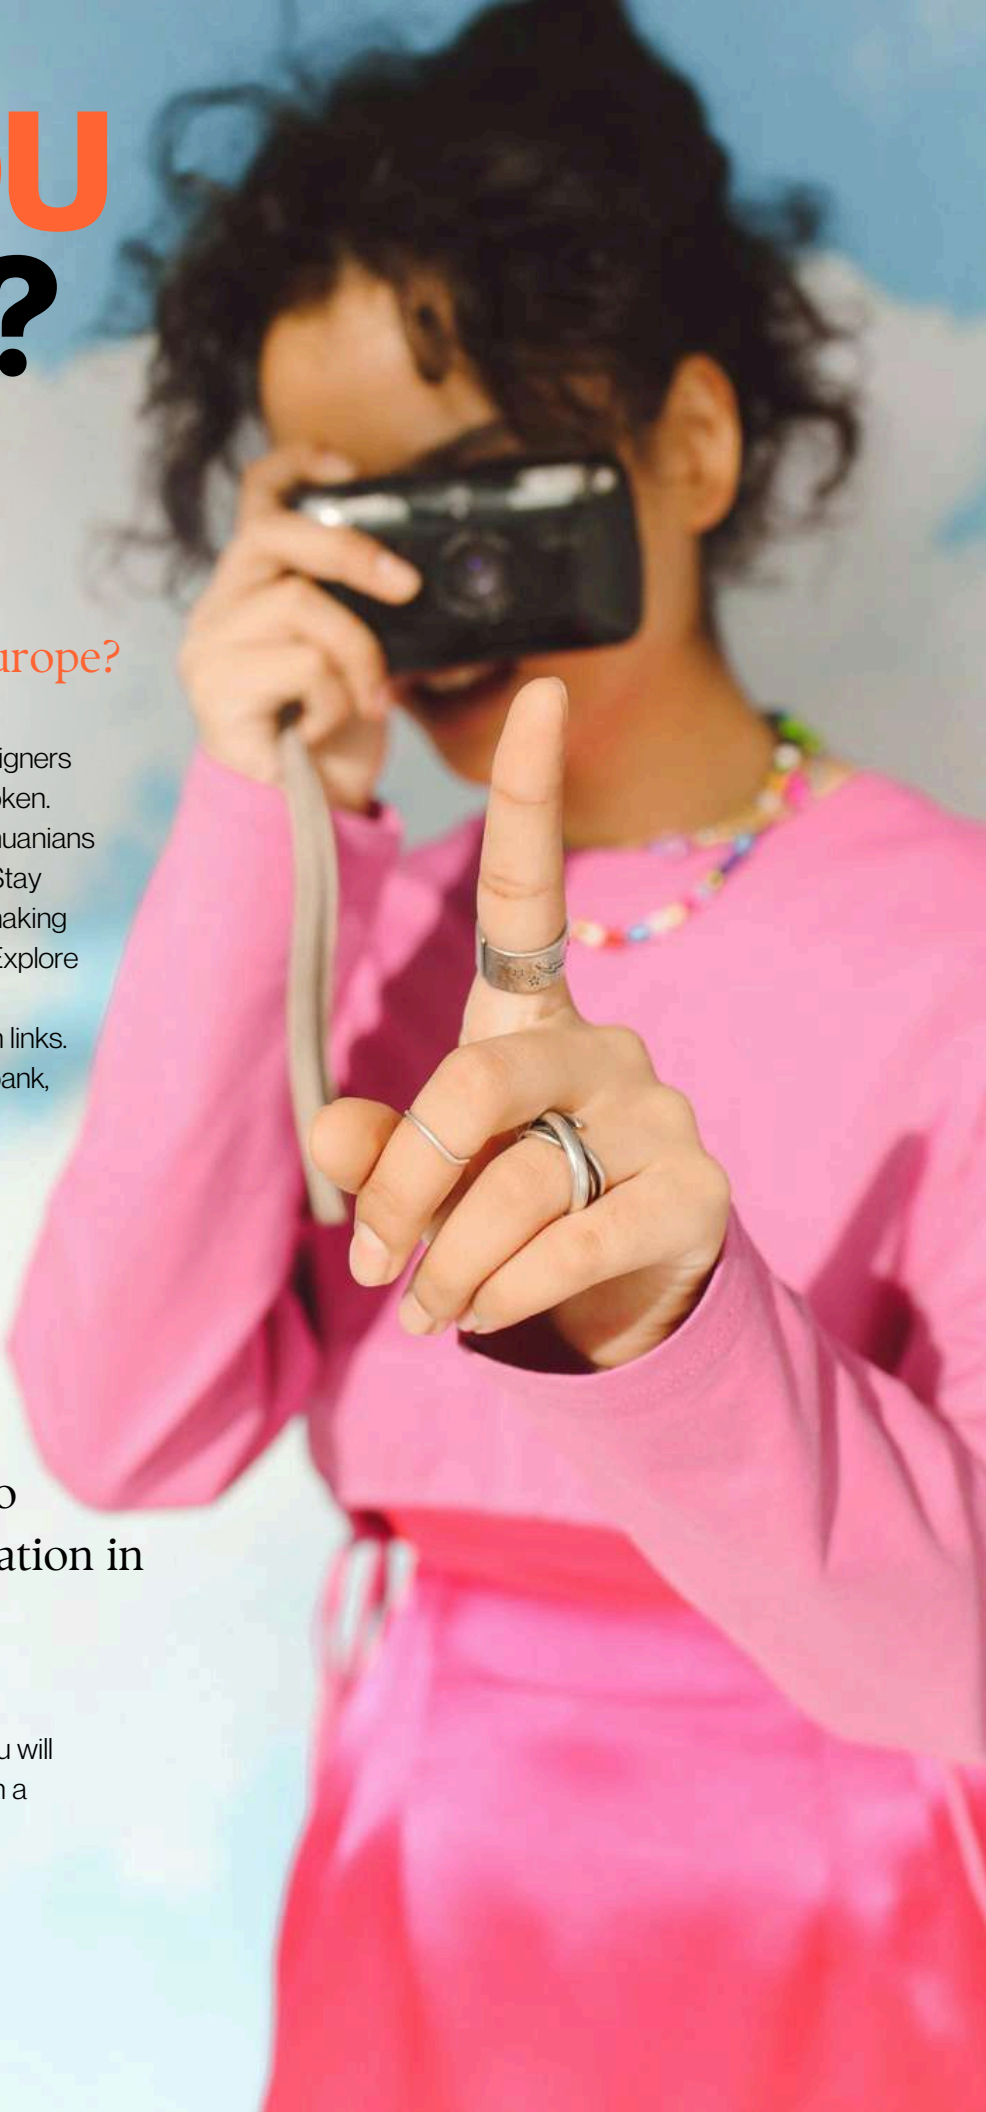 U
?
urope?
igners
ken.
uanians
Stay
aking
Explore
links.
ank,
o
ation in
u will
n a